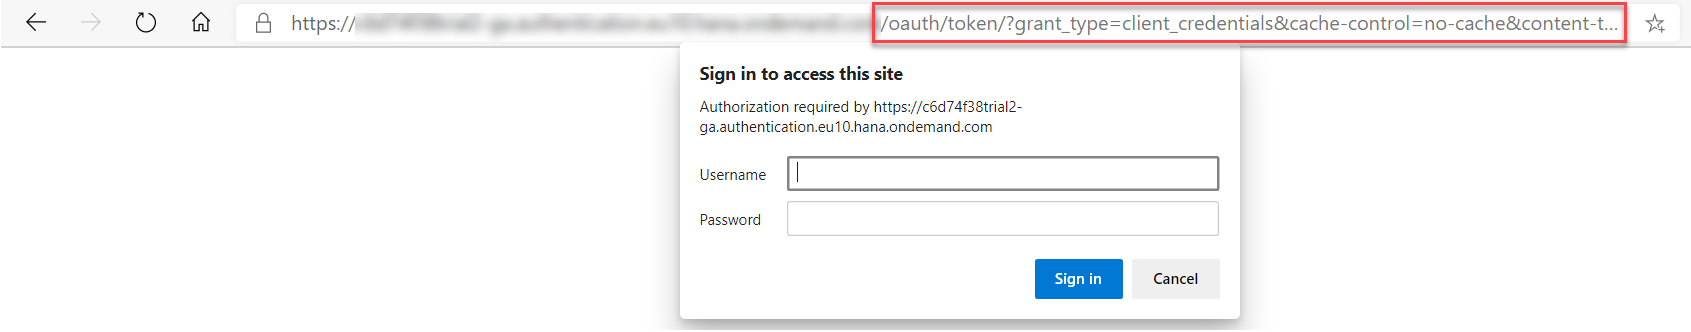 https:// /oauth/token/?grant_type=client_credentials&cache-control=no-cache&content-t...
Sign in to access this site
Authorization required by https://c6d74f38trial2-
ga.authentication.eu10.hana.ondemand.com
Username
Password
Sign in
Cancel